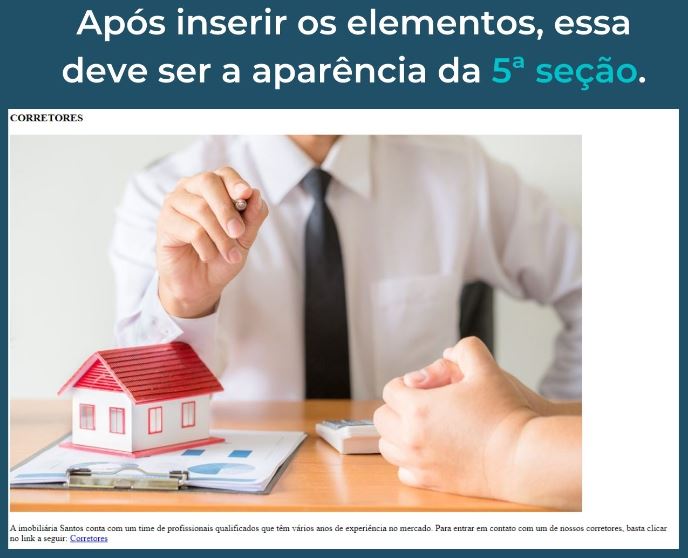 Após inserir os elementos, essa
deve ser a aparência da 5ª seção.
CORRETORES
A imobiliária Santos conta com um time de profissionais qualificados que têm vários anos de experiência no mercado. Para entrar em contato com um de nossos corretores, basta clicar
no link a seguir: Corretores